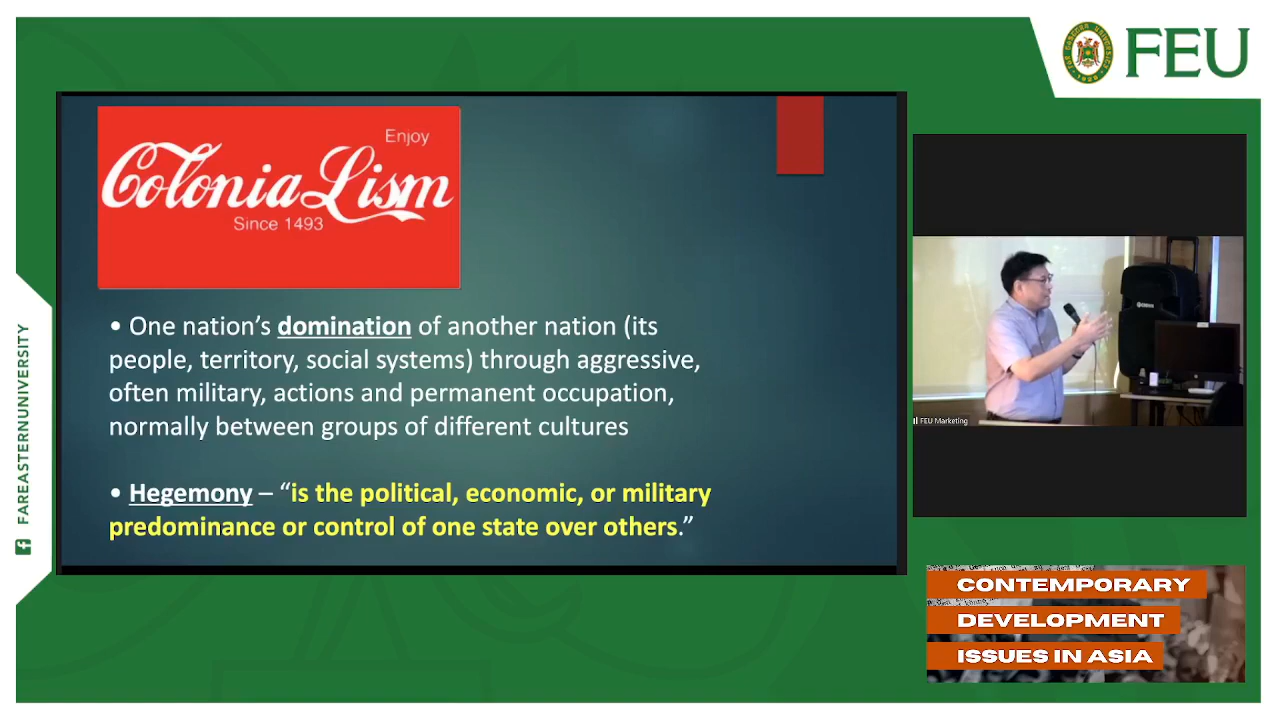 FEU
Enjoy
ColoniaLism
Since 1493
• One nation’s domination of another nation (its
people, territory, social systems) through aggressive,
often military, actions and permanent occupation,
normally between groups of different cultures
• Hegemony – “is the political, economic, or military
predominance or control of one state over others.”
FEU Marketing
CONTEMPORARY
DEVELOPMENT
ISSUES IN ASIA
FAREASTERNUNIVERSITY